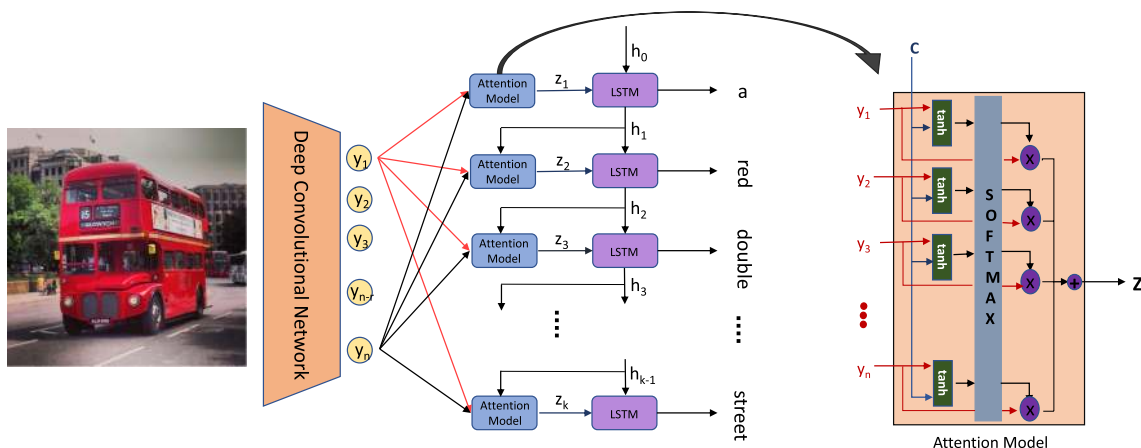 15
Deep Convolutional Network
y1
y2
y3
yn-r
yn
h0
Attention Model
z1
LSTM
a
h1
Attention Model
z2
LSTM
red
h2
Attention Model
z3
LSTM
double
h3
....
....
hk-1
Attention Model
zk
LSTM
street
C
y1
tanh
X
y2
tanh
X
y3
tanh
X
yn
tanh
X
SOFTMAX
+
Z
Attention Model